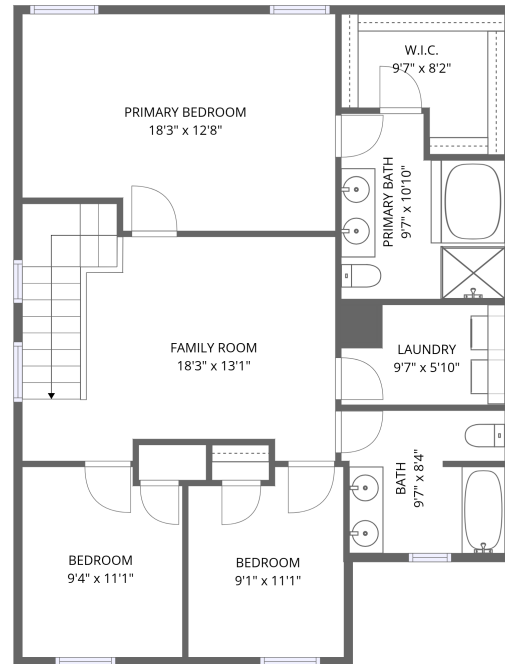 W.I.C.
9'7" x 8'2"
PRIMARY BEDROOM
18'3" x 12'8"
PRIMARY BATH
9'7" x 10'10"
FAMILY ROOM
18'3" x 13'1"
LAUNDRY
9'7" x 5'10"
BATH
9'7" x 8'4"
BEDROOM
9'4" x 11'1"
BEDROOM
9'1" x 11'1"